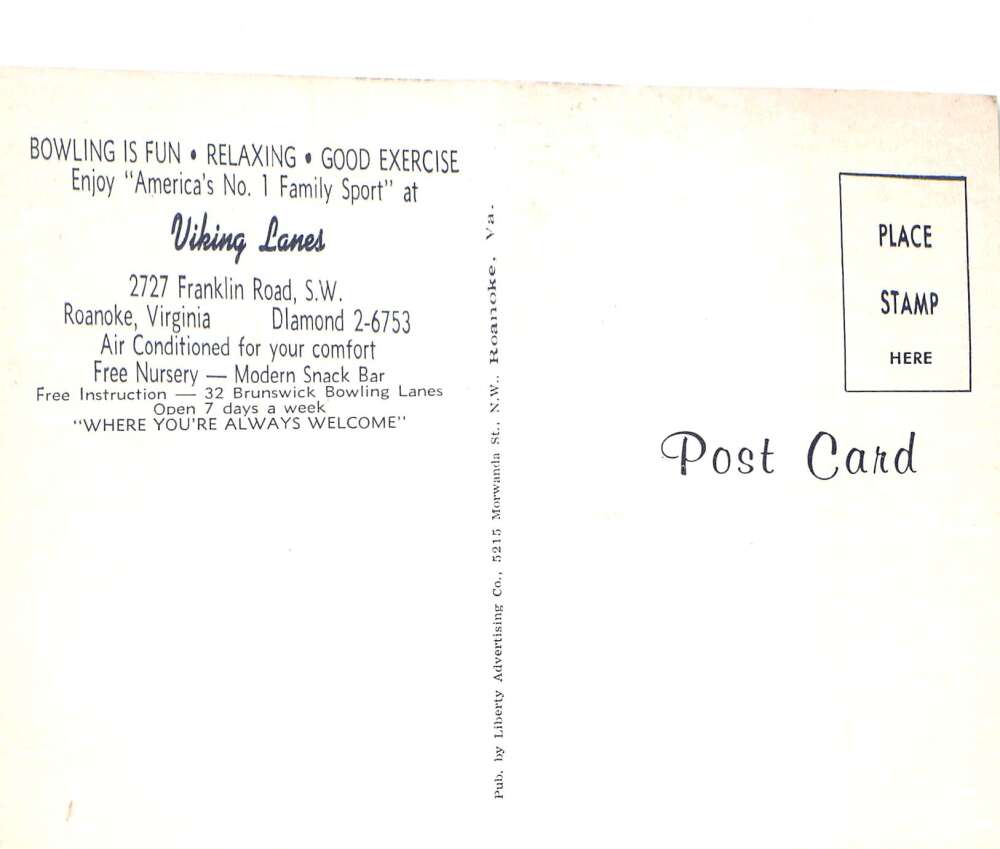 BOWLING IS FUN • RELAXING • GOOD EXERCISE
Enjoy "America's No. 1 Family Sport" at
Viking Lanes
2727 Franklin Road, S.W.
Roanoke, Virginia DIamond 2-6753
Air Conditioned for your comfort
Free Nursery — Modern Snack Bar
Free Instruction — 32 Brunswick Bowling Lanes
Open 7 days a week
"WHERE YOU'RE ALWAYS WELCOME"
Pub. by Liberty Advertising Co., 5215 Morwanda St., N.W., Roanoke, Va.
PLACE
STAMP
HERE
Post Card